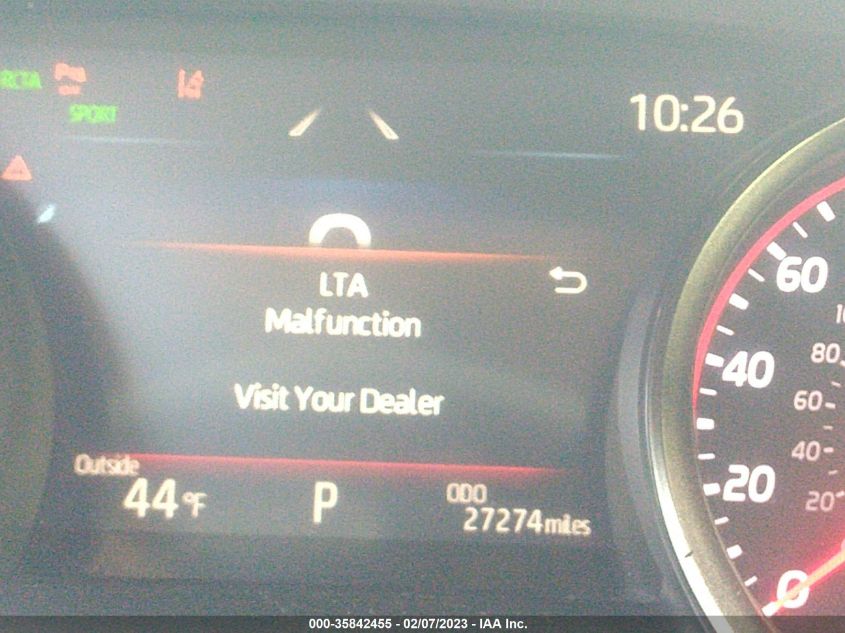 RCTA
SPORT
10:26
LTA
Malfunction
Visit Your Dealer
Outside
44°F
P
ODO
27274 miles
60
40
20
0
80
60
40
20
000-35842455 - 02/07/2023 - IAA Inc.